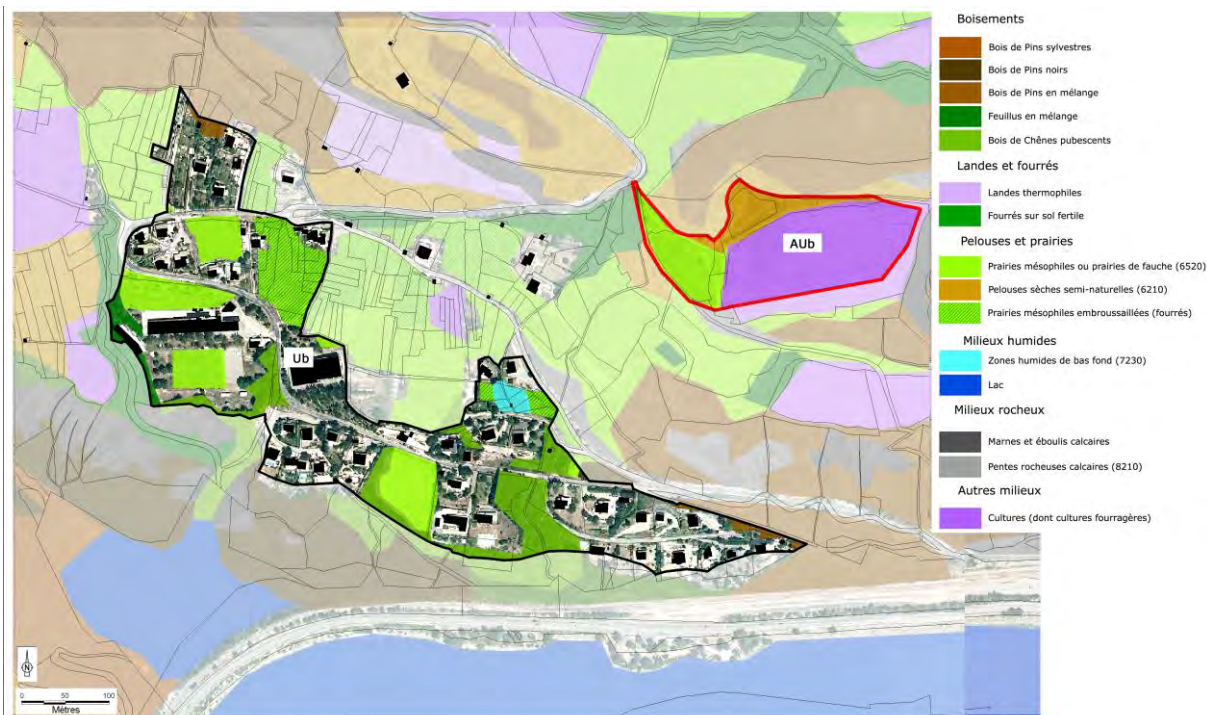 Boisements
Bois de Pins sylvestres
Bois de Pins noirs
Bois de Pins en mélange
Feuillus en mélange
Bois de Chênes pubescents
Landes et fourrés
Landes thermophiles
Fourrés sur sol fertile
Pelouses et prairies
Prairies mésophiles ou prairies de fauche (6520)
Pelouses sèches semi-naturelles (6210)
Prairies mésophiles embroussaillées (fourrés)
Milieux humides
Zones humides de bas fond (7230)
Lac
Milieux rocheux
Marnes et éboulis calcaires
Pentes rocheuses calcaires (8210)
Autres milieux
Cultures (dont cultures fourragères)
AUb
Ub
N
0 50 100
Mètres